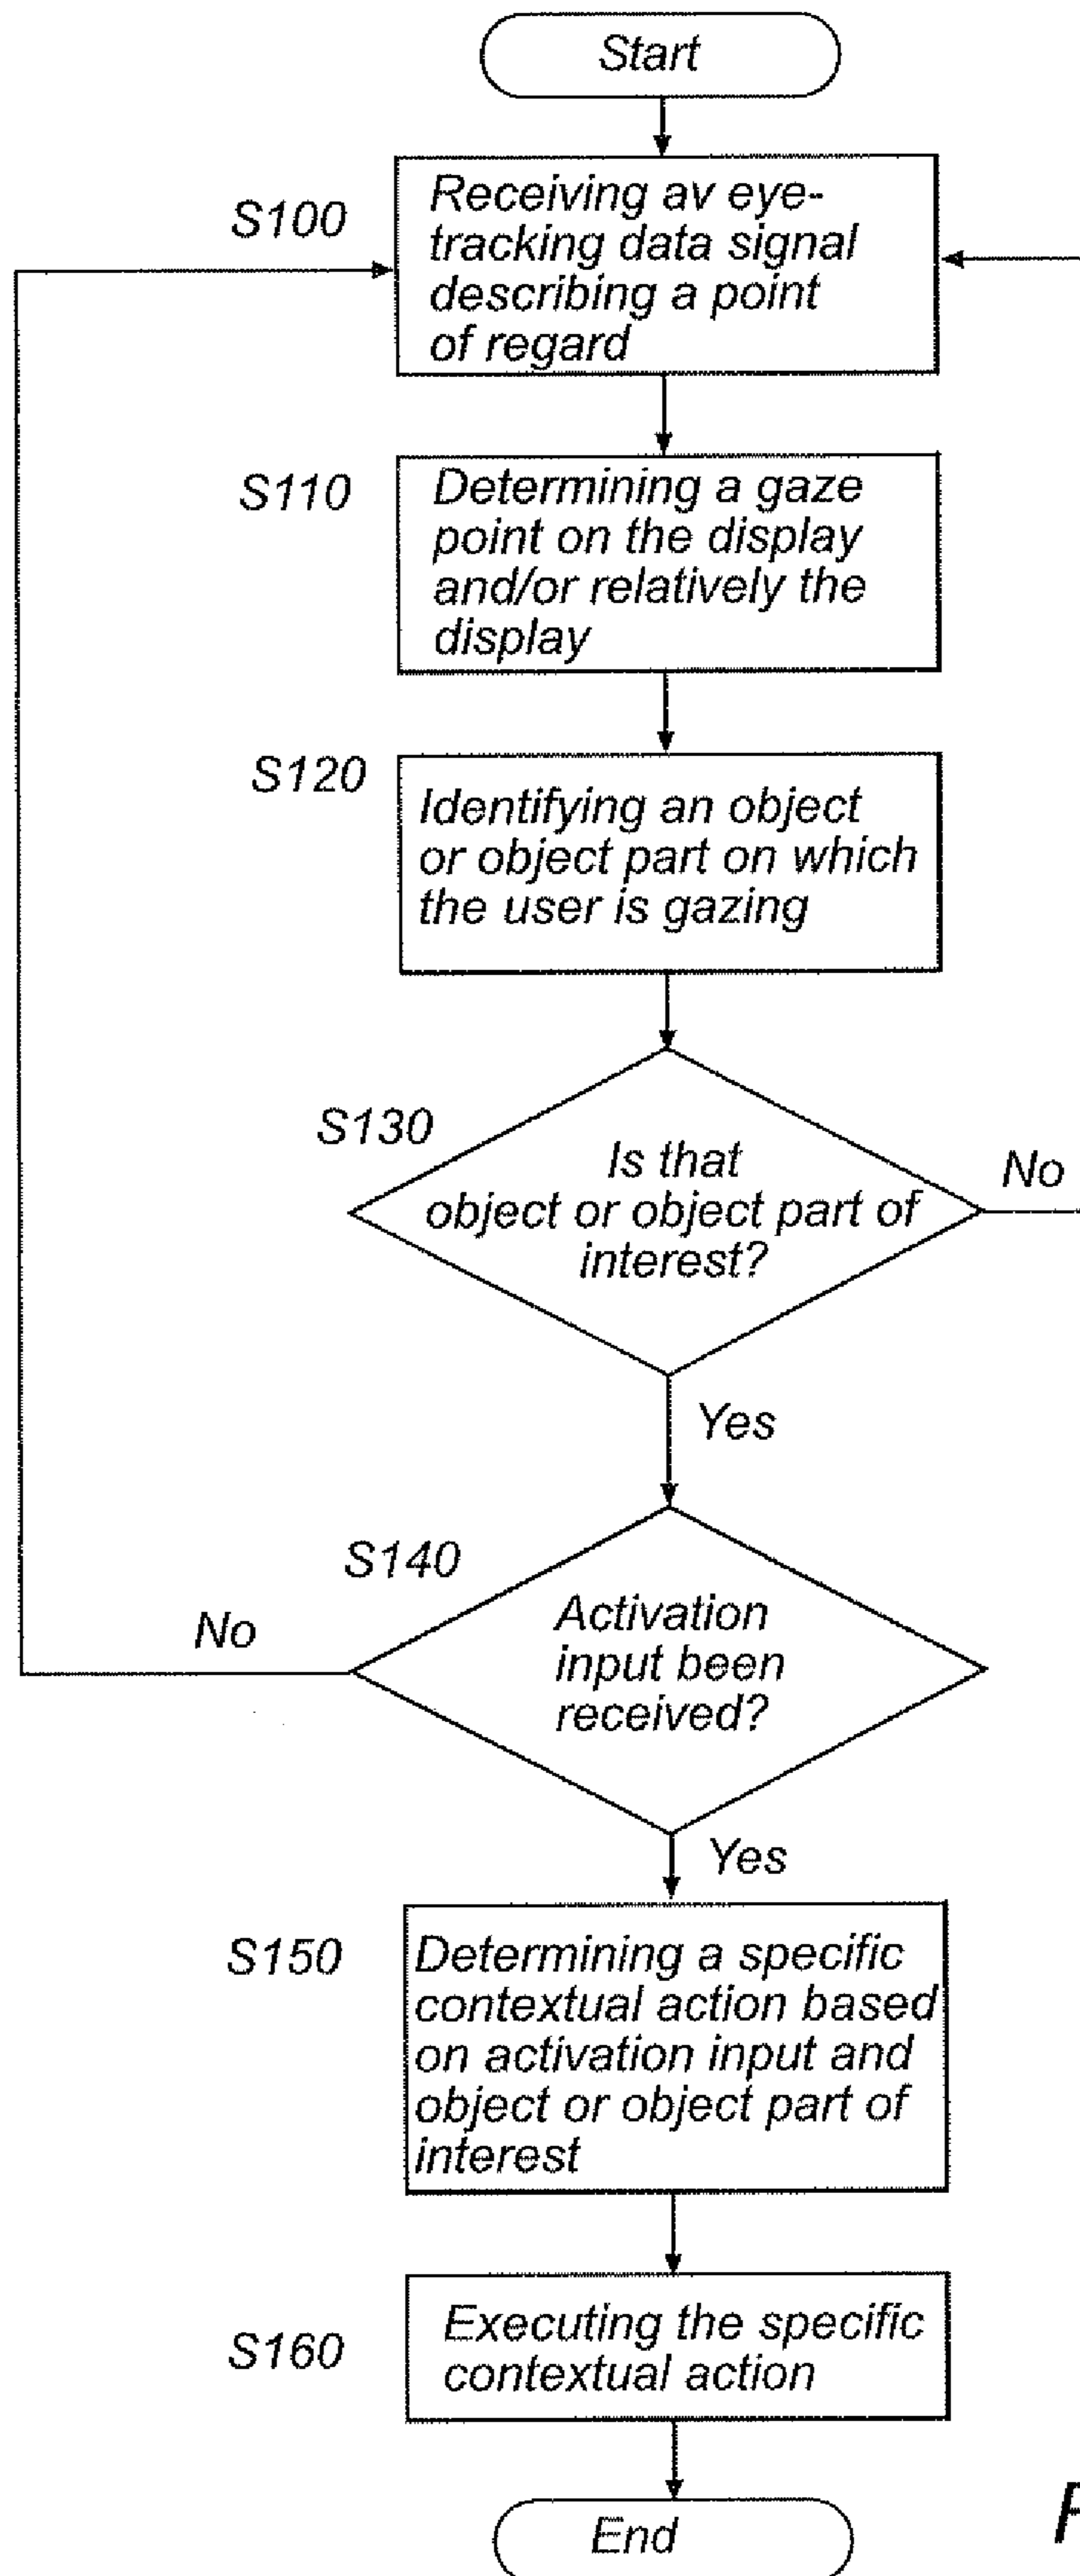 Start
S100
Receiving av eye-
tracking data signal
describing a point
of regard
S110
Determining a gaze
point on the display
and/or relatively the
display
S120
Identifying an object
or object part on which
the user is gazing
S130
Is that
object or object part of
interest?
No
Yes
S140
Activation
input been
received?
No
Yes
S150
Determining a specific
contextual action based
on activation input and
object or object part of
interest
S160
Executing the specific
contextual action
End